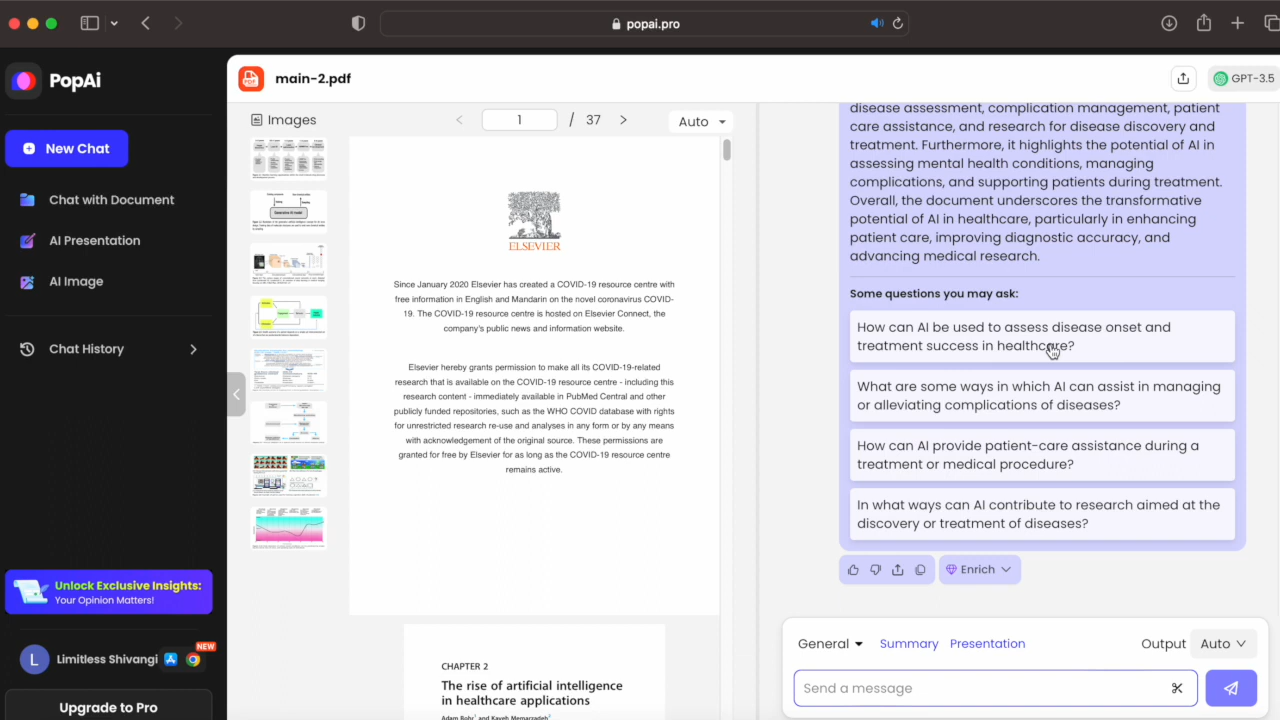 popai.pro
PopAi
New Chat
Chat with Document
AI Presentation
AI Image
Chat History
Unlock Exclusive Insights:
Your Opinion Matters!
NEW
L
Limitless Shivangi
Upgrade to Pro
PDF
main-2.pdf
GPT-3.5
Images
1 / 37
Auto
ELSEVIER
Since January 2020 Elsevier has created a COVID-19 resource centre with
free information in English and Mandarin on the novel coronavirus COVID-
19. The COVID-19 resource centre is hosted on Elsevier Connect, the
company's public news and information website.
Elsevier hereby grants permission to make all its COVID-19-related
research that is available on the COVID-19 resource centre - including this
research content - immediately available in PubMed Central and other
publicly funded repositories, such as the WHO COVID database with rights
for unrestricted research re-use and analyses in any form or by any means
with acknowledgement of the original source. These permissions are
granted for free by Elsevier for as long as the COVID-19 resource centre
remains active.
CHAPTER 2
The rise of artificial intelligence
in healthcare applications
Adam Bohr and Kaveh Memarzadeh
disease assessment, complication management, patient
care assistance, and research for disease discovery and
treatment. Further more, it highlights the potential of AI in
assessing mental health conditions through
conversational data, improving patient auto
Overall, the document underscores the transformative
potential of AI in healthcare, particularly in enhancing
patient care, improving diagnostic accuracy, and
advancing medical research.
Some questions you may ask:
How can AI be used to assess disease onset and
treatment success in healthcare?
What are some ways in which AI can assist in managing
or alleviating complications of diseases?
How can AI provide patient-care assistance during
treatment or clinical procedures?
In what ways can AI contribute to research aimed at the
discovery or treatment of diseases?
Enrich
General
Summary
Presentation
Output
Auto
Send a message